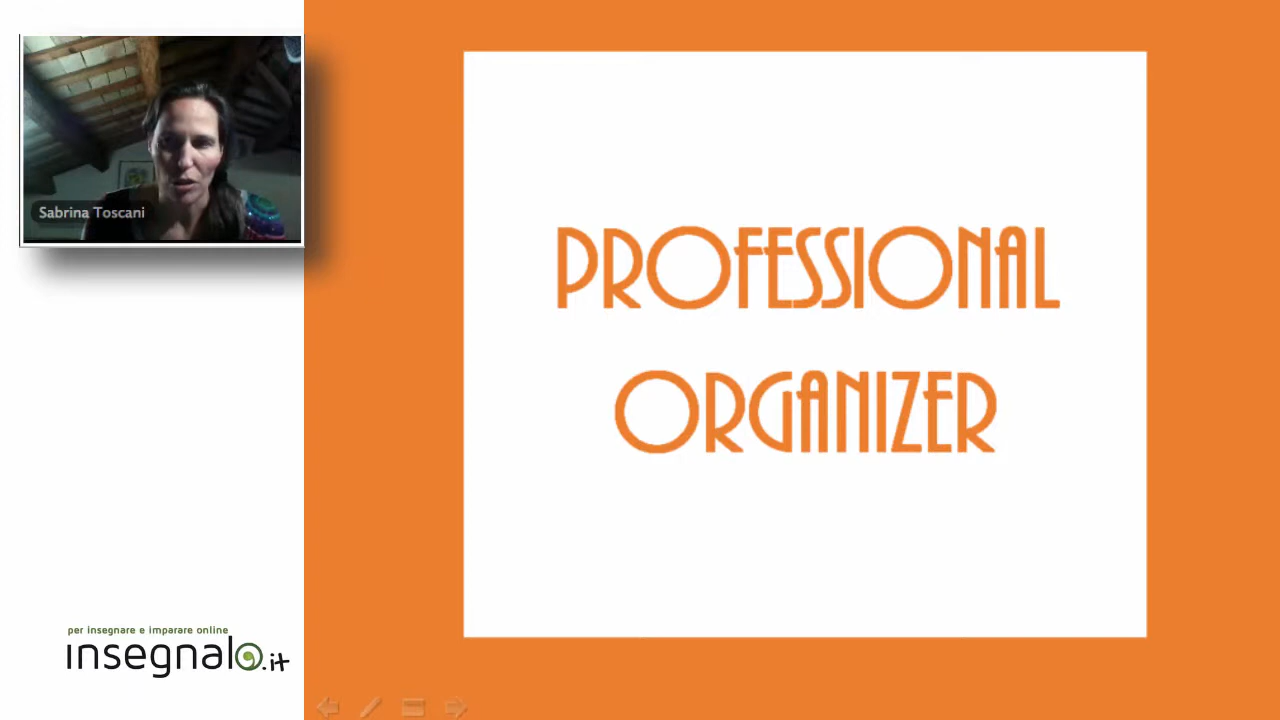 Sabrina Toscani
PROFESSIONAL
ORGANIZER
per insegnare e imparare online
insegnalo.it